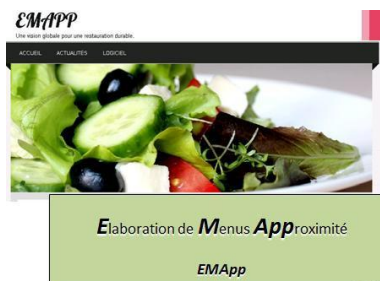 EMAPP
Une vision globale pour une restauration durable.
ACCUEIL ACTUALITÉS LOGICIEL
Elaboration de Menus Approximité
EMApp